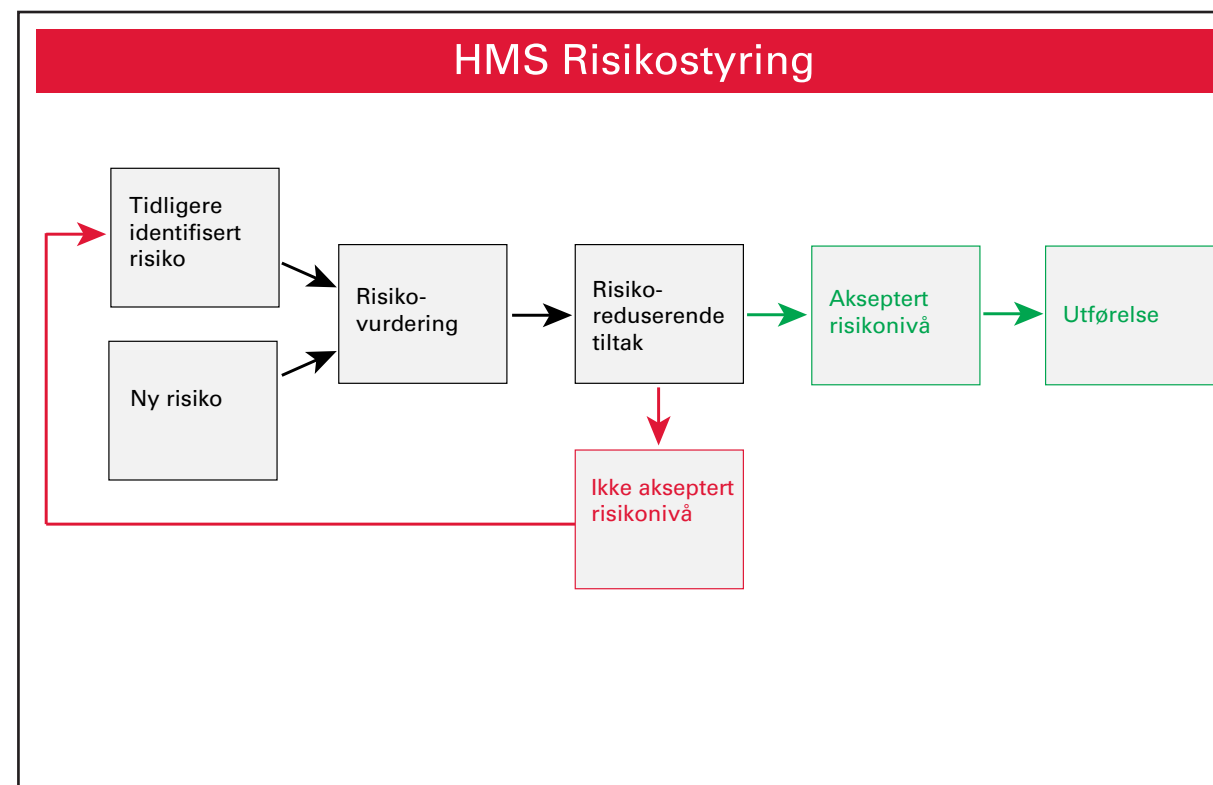 HMS Risikostyring
Tidligere
identifisert
risiko
Ny risiko
Risiko-
vurdering
Risiko-
reduserende
tiltak
Akseptert
risikonivå
Utførelse
Ikke akseptert
risikonivå